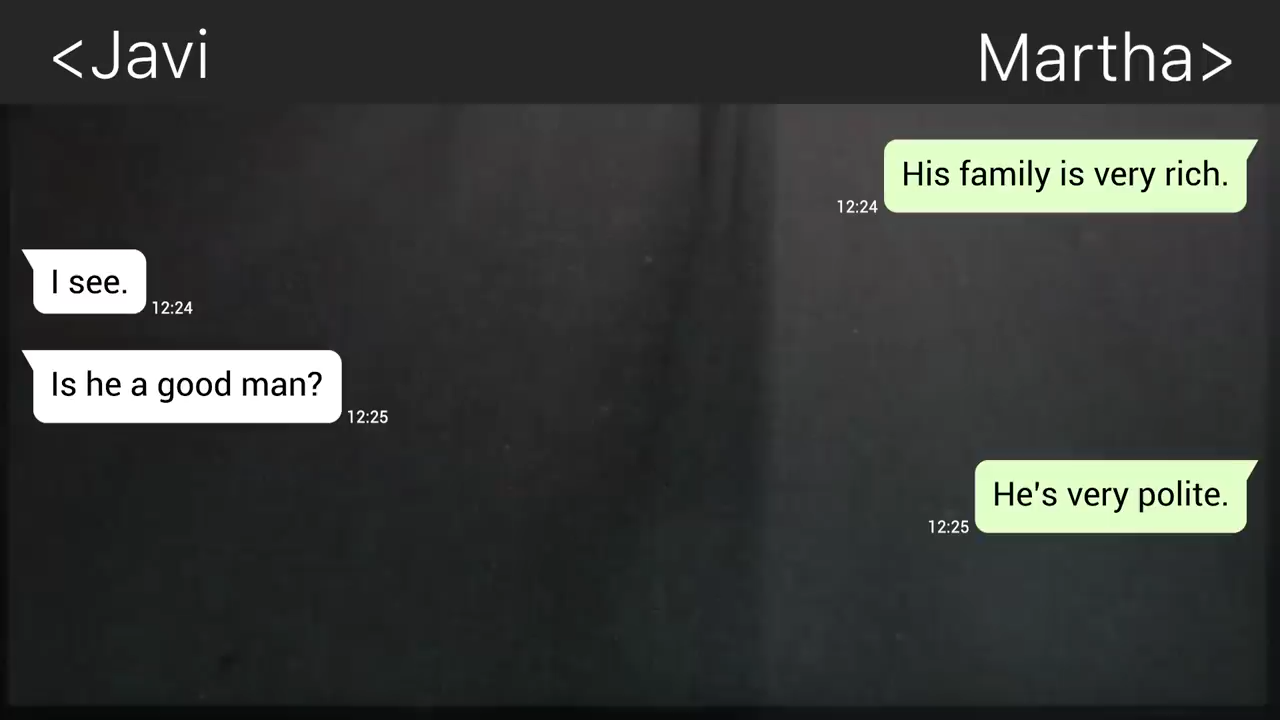 <Javi
Martha>
His family is very rich.
12:24
I see.
12:24
Is he a good man?
12:25
He's very polite.
12:25